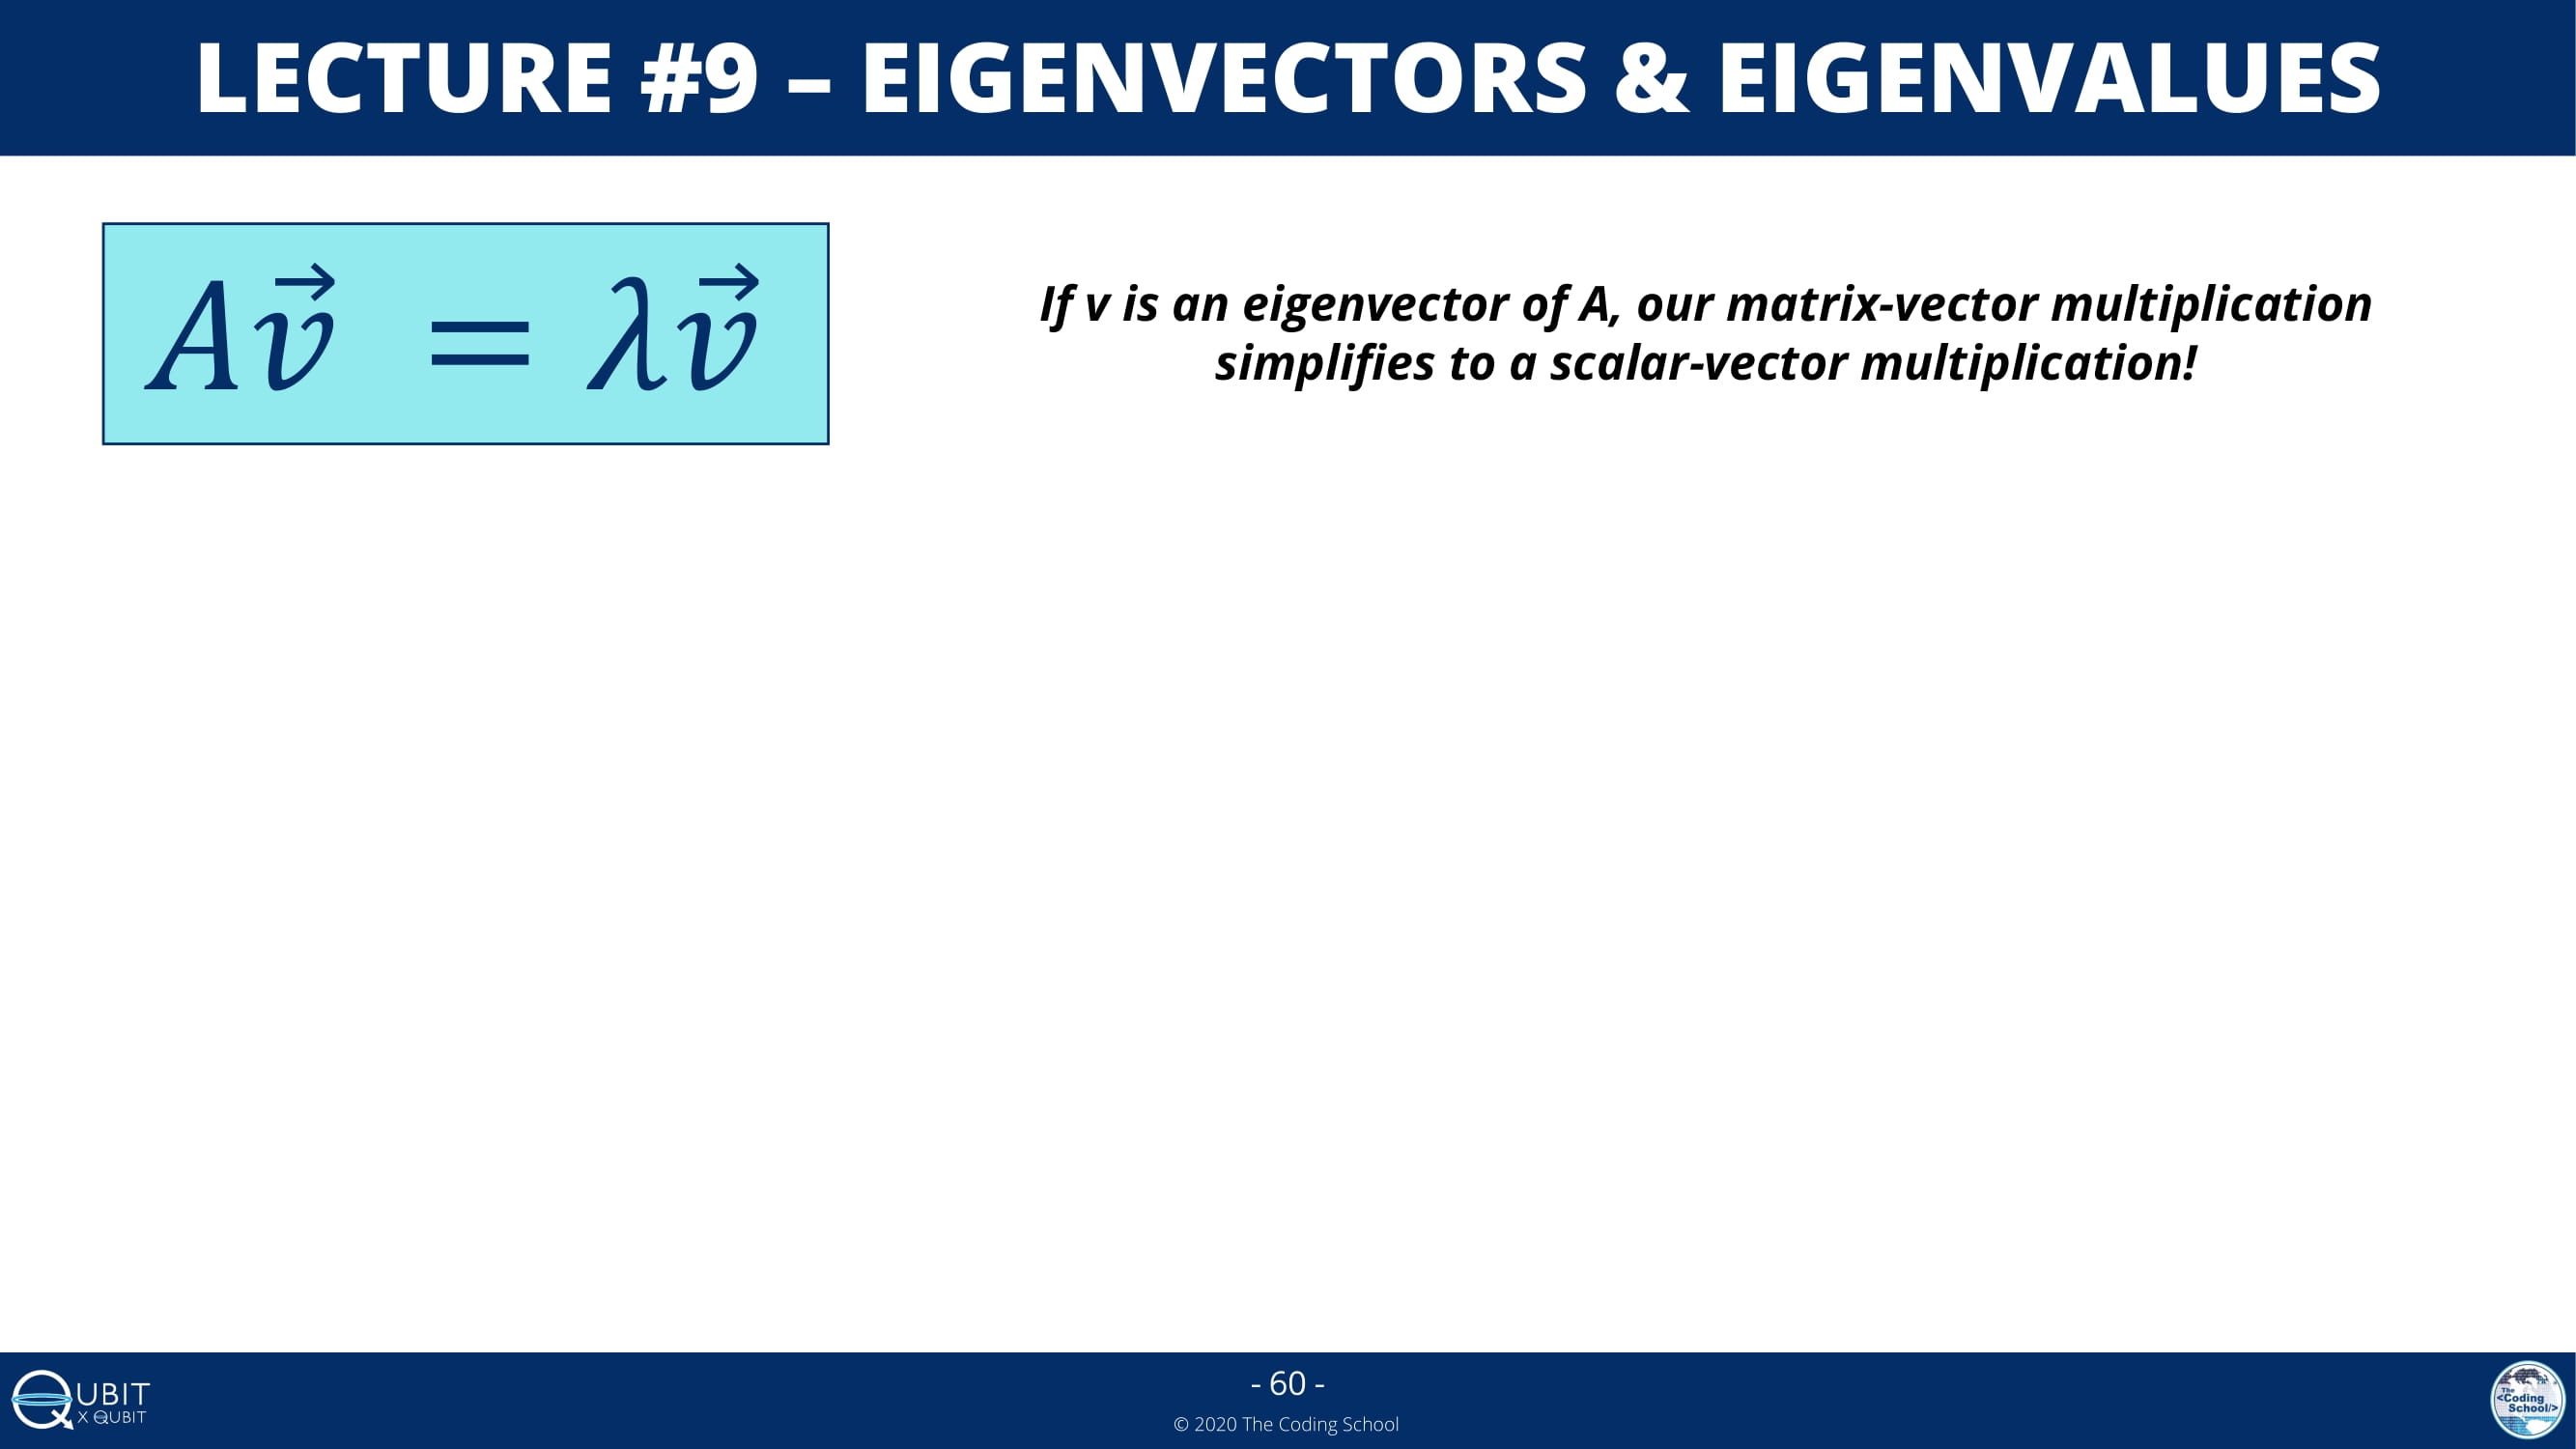 LECTURE #9 – EIGENVECTORS & EIGENVALUES
A\vec{v} = λ\vec{v}
If v is an eigenvector of A, our matrix-vector multiplication
simplifies to a scalar-vector multiplication!
QUBIT
X QUBIT
- 60 -
© 2020 The Coding School
The
<Coding
School/>